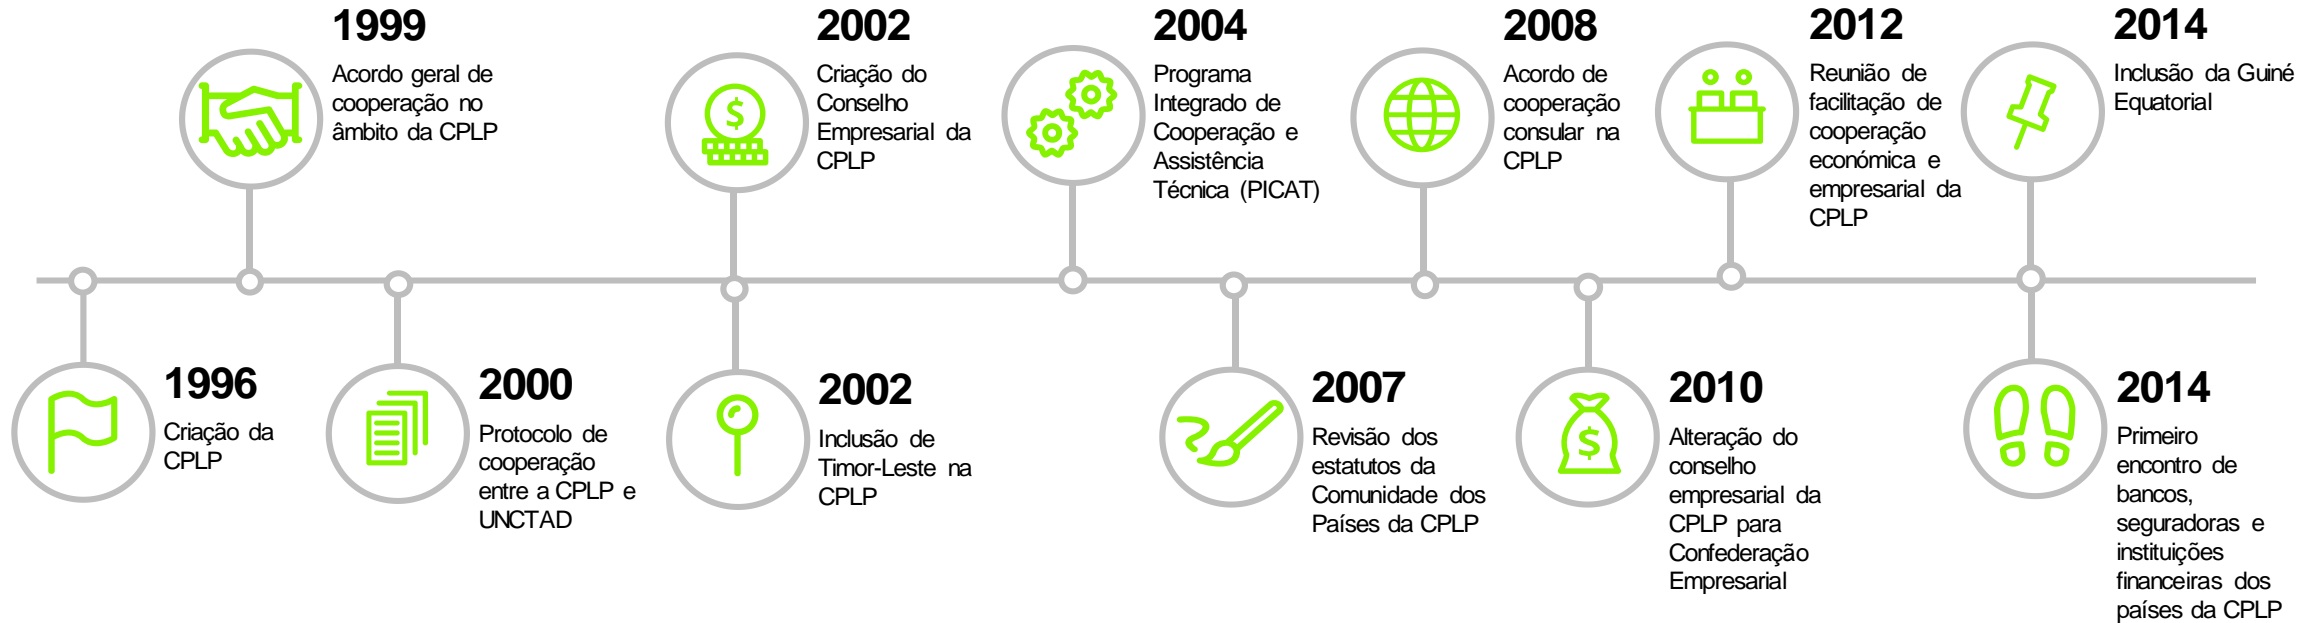 1999
Acordo geral de
cooperação no
âmbito da CPLP
2002
Criação do
Conselho
Empresarial da
CPLP
2004
Programa
Integrado de
Cooperação e
Assistência
Técnica (PICAT)
2008
Acordo de
cooperação
consular na
CPLP
2012
Reunião de
facilitação de
cooperação
económica e
empresarial da
CPLP
2014
Inclusão da Guiné
Equatorial
1996
Criação da
CPLP
2000
Protocolo de
cooperação
entre a CPLP e
UNCTAD
2002
Inclusão de
Timor-Leste na
CPLP
2007
Revisão dos
estatutos da
Comunidade dos
Países da CPLP
2010
Alteração do
conselho
empresarial da
CPLP para
Confederação
Empresarial
2014
Primeiro
encontro de
bancos,
seguradoras e
instituições
financeiras dos
países da CPLP